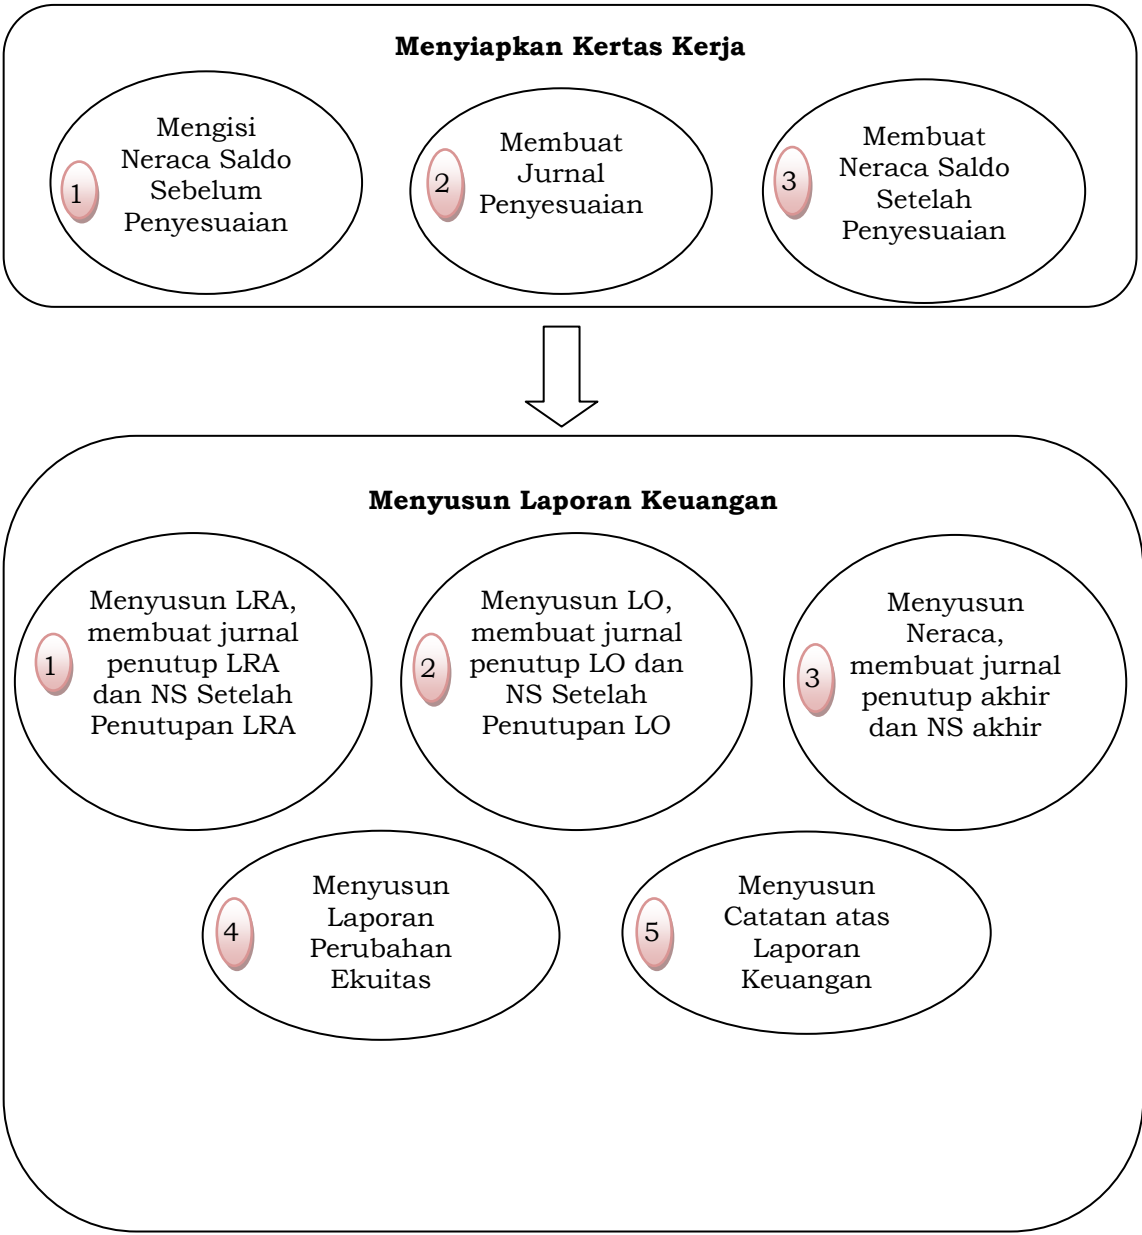 Menyiapkan Kertas Kerja
1
Mengisi
Neraca Saldo
Sebelum
Penyesuaian
2
Membuat
Jurnal
Penyesuaian
3
Membuat
Neraca Saldo
Setelah
Penyesuaian
Menyusun Laporan Keuangan
1
Menyusun LRA,
membuat jurnal
penutup LRA
dan NS Setelah
Penutupan LRA
2
Menyusun LO,
membuat jurnal
penutup LO dan
NS Setelah
Penutupan LO
3
Menyusun
Neraca,
membuat jurnal
penutup akhir
dan NS akhir
4
Menyusun
Laporan
Perubahan
Ekuitas
5
Menyusun
Catatan atas
Laporan
Keuangan